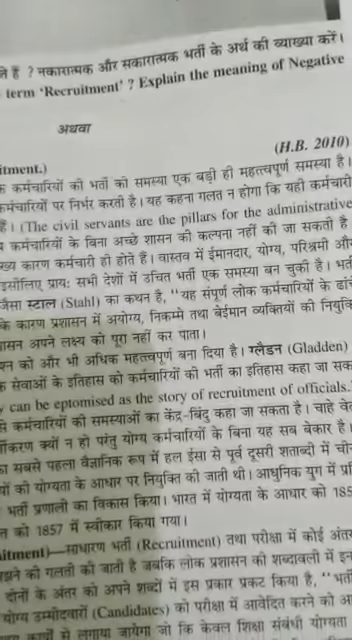 ते हैं ? नकारात्मक और सकारात्मक भर्ती के अर्थ की व्याख्या करें।
term 'Recruitment' ? Explain the meaning of Negative
अथवा
(H.B. 2010)
itment.)
कर्मचारियों की भर्ती की समस्या एक बड़ी ही महत्त्वपूर्ण समस्या है।
कर्मचारियों पर निर्भर करती है। यह कहना गलत न होगा कि यही कर्मचारी
हैं। (The civil servants are the pillars for the administrative
कर्मचारियों के बिना अच्छे शासन की कल्पना नहीं की जा सकती है
ख्य कारण कर्मचारी ही होते हैं। वास्तव में ईमानदार, योग्य, परिश्रमी और
इसीलिए प्राय: सभी देशों में उचित भर्ती एक समस्या बन चुकी है। भर्ती
जैसा स्टाल (Stahl) का कथन है, "यह संपूर्ण लोक कर्मचारियों के ढांचे
के कारण प्रशासन में अयोग्य, निकम्मे तथा बेईमान व्यक्तियों की नियुक्ति
ासन अपने लक्ष्य को पूरा नहीं कर पाता।
श्न को और भी अधिक महत्त्वपूर्ण बना दिया है। ग्लैडन (Gladden)
सेवाओं के इतिहास को कर्मचारियों की भर्ती का इतिहास कहा जा सक
can be eptomised as the story of recruitment of officials.
कर्मचारियों की समस्याओं का केंद्र-बिंदु कहा जा सकता है। चाहे वे
किरण क्यों न हो परंतु योग्य कर्मचारियों के बिना यह सब बेकार है।
का सबसे पहला वैज्ञानिक रूप में हल ईसा से पूर्व दूसरी शताब्दी में ची
यों को योग्यता के आधार पर नियुक्ति की जाती थी। आधुनिक युग में प्र
भर्ती प्रणाली का विकास किया। भारत में योग्यता के आधार को 185
न को 1857 में स्वीकार किया गया।
itment)—साधारण भर्ती (Recruitment) तथा परीक्षा में कोई अंतर
मझने की गलती की जाती है जबकि लोक प्रशासन की शब्दावली में इन
दोनों के अंतर को अपने शब्दों में इस प्रकार प्रकट किया है, "भर्ती
योग्य उम्मीदवारों (Candidates) को परीक्षा में आवेदित करने को अ
से लगाया जायेगा जो कि केवल शिक्षा संबंधी योग्यता